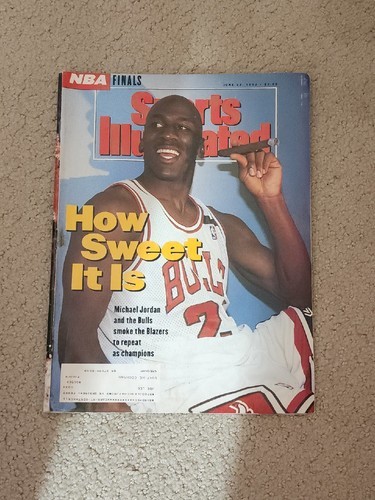 NBA FINALS
Sports
Illustrated
How
Sweet
It Is
BULLS
2
Michael Jordan
and the Bulls
smoke the Blazers
to repeat
as champions